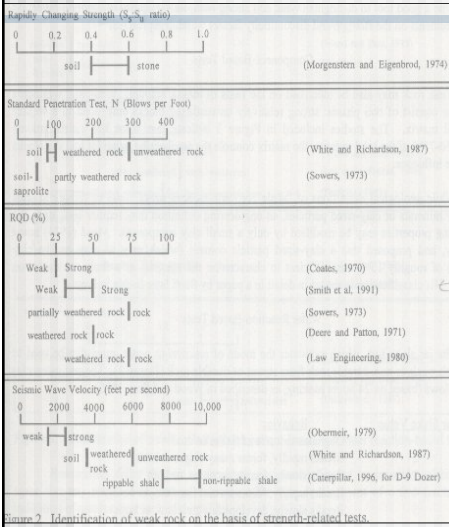 Rapidly Changing Strength (S S ratio)
0 0.2 0.4 0.6 0.8 1.0
soil stone (Morgenstern and Eigenbrod, 1974)
Standard Penetration Test, N (Blows per Foot)
0 100 200 300 400
soil weathered rock unweathered rock (White and Richardson, 1987)
soil- partly weathered rock (Sowers, 1973)
saprolite
RQD (%)
0 25 50 75 100
Weak Strong (Coates, 1970)
Weak Strong (Smith et al, 1991)
partially weathered rock rock (Sowers, 1973)
weathered rock rock (Deere and Patton, 1971)
weathered rock rock (Law Engineering, 1980)
Seismic Wave Velocity (feet per second)
0 2000 4000 6000 8000 10,000
weak strong (Obermeir, 1979)
soil weathered unweathered rock (White and Richardson, 1987)
rock
rippable shale non-rippable shale (Caterpillar, 1996, for D-9 Dozer)
Figure 2. Identification of weak rock on the basis of strength-related tests.